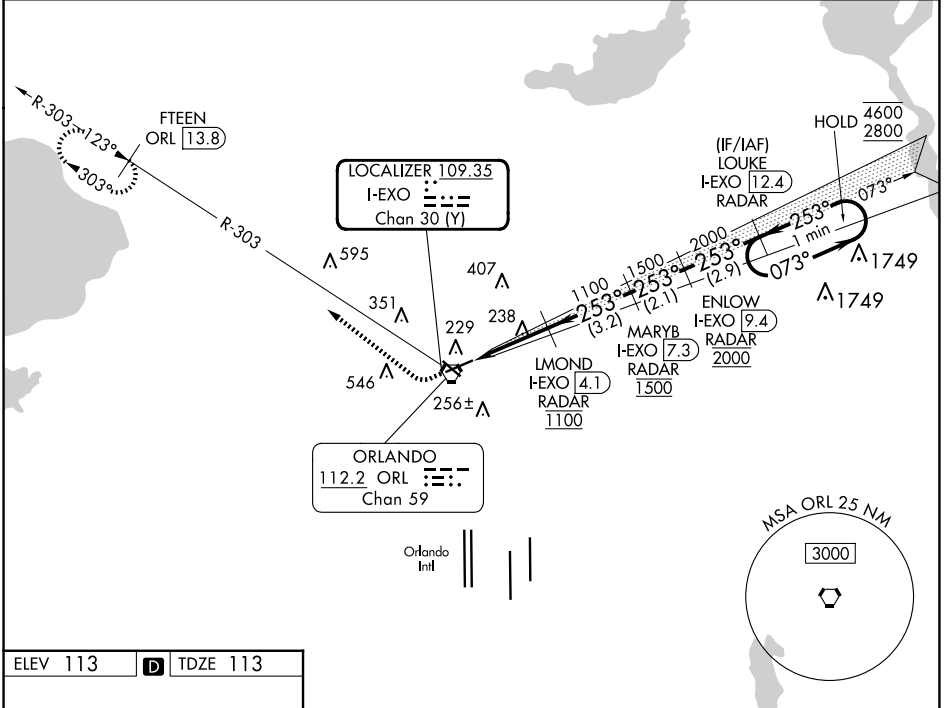 R-303
123°
303°
FTEEN
ORL 13.8
R-303
LOCALIZER 109.35
I-EXO
Chan 30 (Y)
HOLD 4600
2800
(IF/IAF)
LOUKE
I-EXO 12.4
RADAR
073°
253°
1 min
073°
1749
1749
595
407
351
238
229
546
256±
1100
1500
2000
253°
253°
253°
(3.2)
(2.1)
(2.9)
ENLOW
I-EXO 9.4
RADAR
2000
MARYB
I-EXO 7.3
RADAR
1500
LMOND
I-EXO 4.1
RADAR
1100
ORLANDO
112.2 ORL
Chan 59
Orlando
Intl
MSA ORL 25 NM
3000
ELEV 113 D TDZE 113